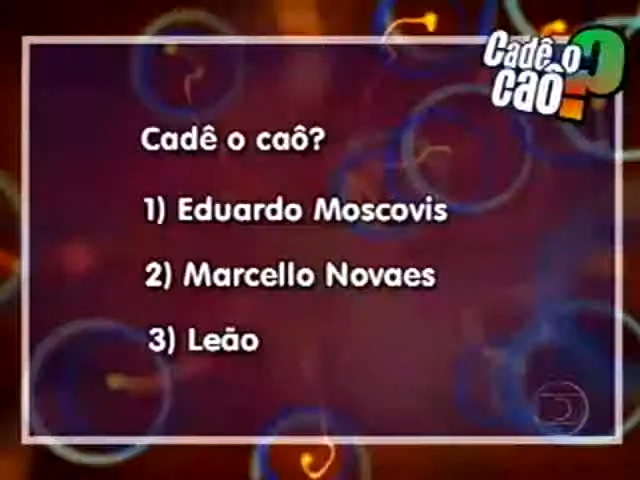 Cadê o
caô?
Cadê o caô?
1) Eduardo Moscovis
2) Marcello Novaes
3) Leão